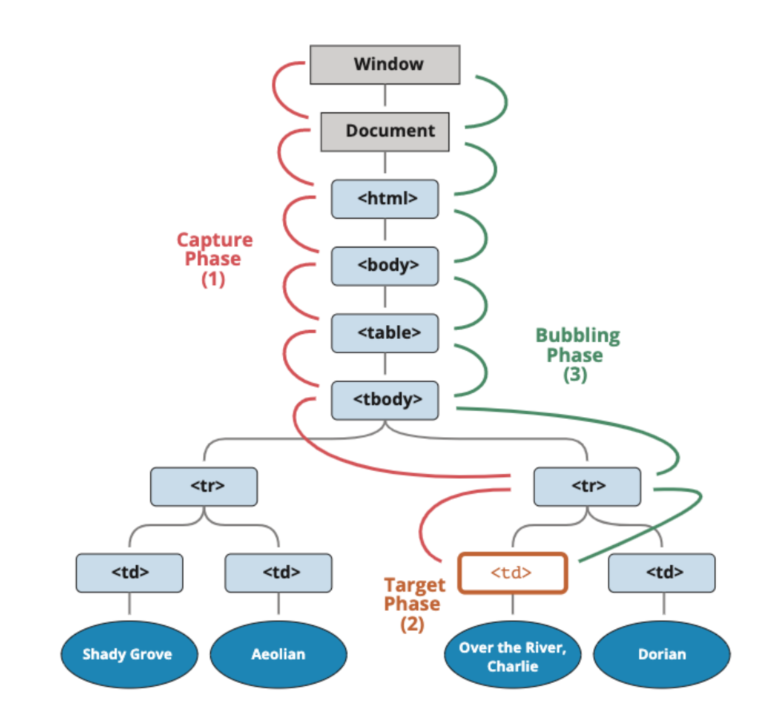 Window
Document
<html>
<body>
Capture
Phase
(1)
<table>
Bubbling
Phase
(3)
<tbody>
<tr>
<tr>
<td>
<td>
<td>
<td>
Target
Phase
(2)
Shady Grove
Aeolian
Over the River,
Charlie
Dorian